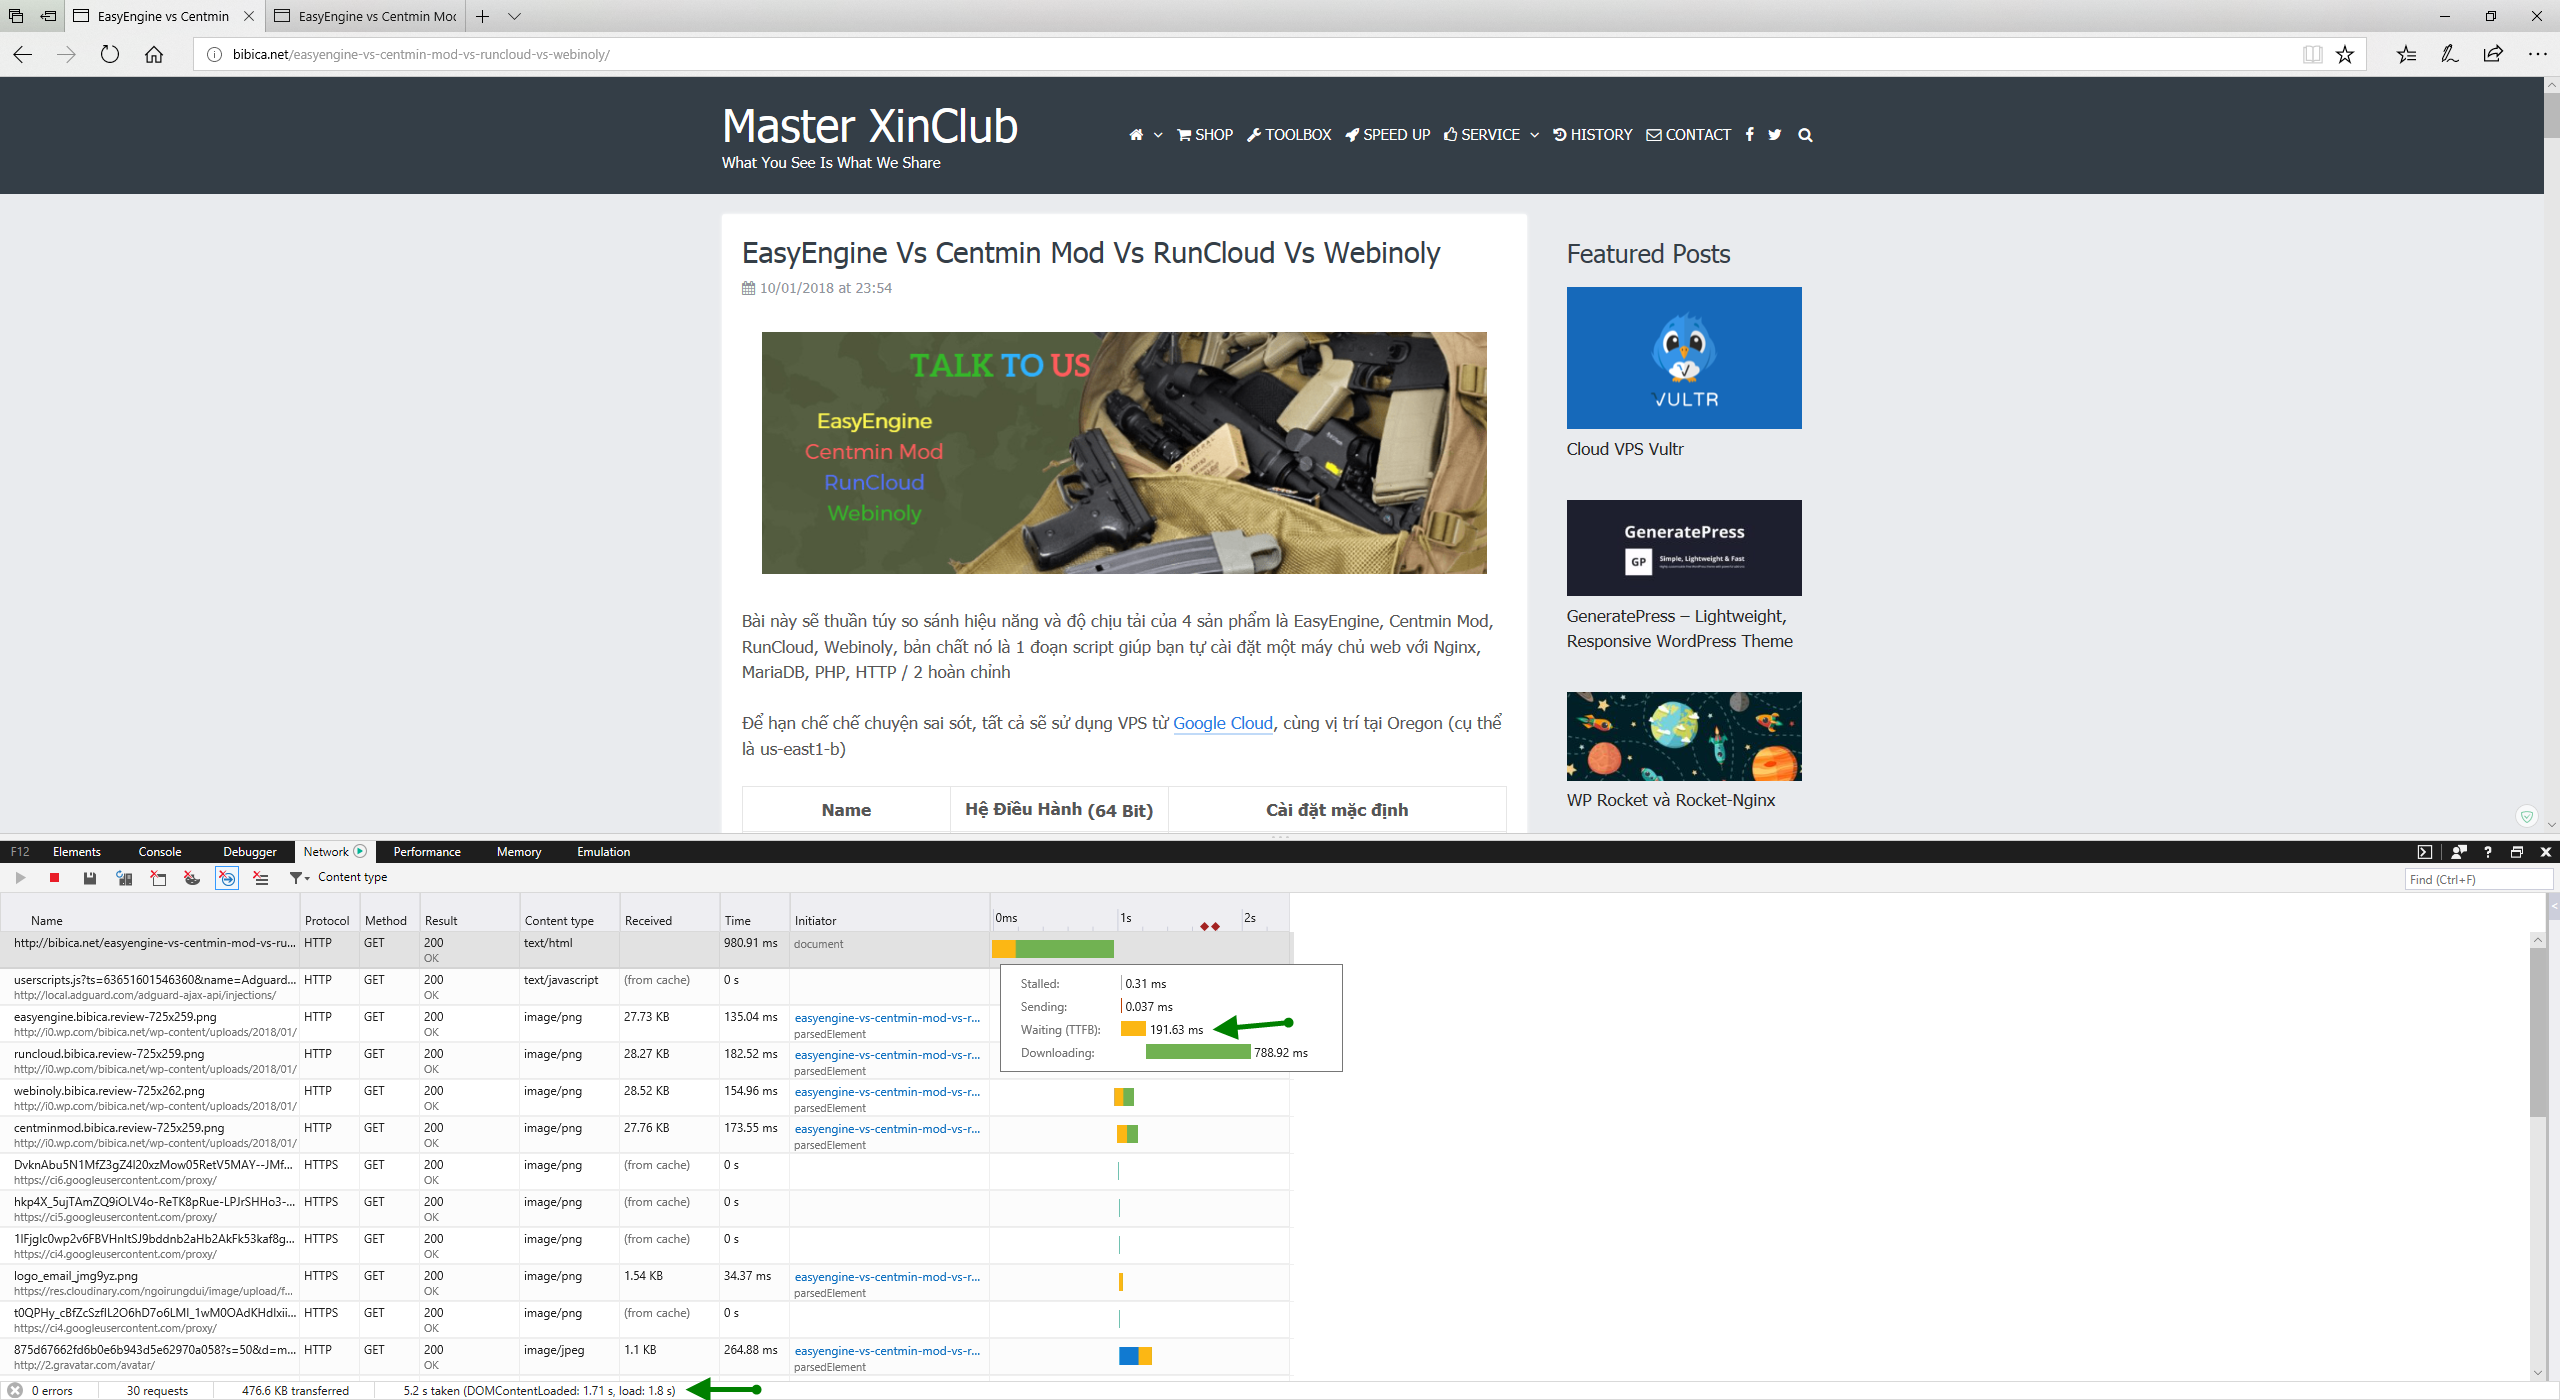 EasyEngine vs Centmin
EasyEngine vs Centmin Mod
bibica.net/easyengine-vs-centmin-mod-vs-runcloud-vs-webinoly/
Master XinClub
What You See Is What We Share
SHOP TOOLBOX SPEED UP SERVICE HISTORY CONTACT
EasyEngine Vs Centmin Mod Vs RunCloud Vs Webinoly
10/01/2018 at 23:54
TALK TO US
EasyEngine
Centmin Mod
RunCloud
Webinoly
Bài này sẽ thuần túy so sánh hiệu năng và độ chịu tải của 4 sản phẩm là EasyEngine, Centmin Mod,
RunCloud, Webinoly, bản chất nó là 1 đoạn script giúp bạn tự cài đặt một máy chủ web với Nginx,
MariaDB, PHP, HTTP / 2 hoàn chỉnh
Để hạn chế chế chuyện sai sót, tất cả sẽ sử dụng VPS từ Google Cloud, cùng vị trí tại Oregon (cụ thể
là us-east1-b)
Name Hệ Điều Hành (64 Bit) Cài đặt mặc định
Featured Posts
VULTR
Cloud VPS Vultr
GeneratePress
GP Simple, Lightweight & Fast
GeneratePress – Lightweight,
Responsive WordPress Theme
WP Rocket và Rocket-Nginx
F12 Elements Console Debugger Network Performance Memory Emulation
Content type
Find (Ctrl+F)
Name Protocol Method Result Content type Received Time Initiator 0ms 1s 2s
http://bibica.net/easyengine-vs-centmin-mod-vs-ru... HTTP GET 200 text/html 980.91 ms document
OK
userscripts.js?ts=63651601546360&name=Adguard... HTTP GET 200 text/javascript (from cache) 0 s
http://local.adguard.com/adguard-ajax-api/injections/ OK
easyengine.bibica.review-725x259.png HTTP GET 200 image/png 27.73 KB 135.04 ms easyengine-vs-centmin-mod-vs-r...
http://i0.wp.com/bibica.net/wp-content/uploads/2018/01/ OK parsedElement
runcloud.bibica.review-725x259.png HTTP GET 200 image/png 28.27 KB 182.52 ms easyengine-vs-centmin-mod-vs-r...
http://i0.wp.com/bibica.net/wp-content/uploads/2018/01/ OK parsedElement
webinoly.bibica.review-725x262.png HTTP GET 200 image/png 28.52 KB 154.96 ms easyengine-vs-centmin-mod-vs-r...
http://i0.wp.com/bibica.net/wp-content/uploads/2018/01/ OK parsedElement
centminmod.bibica.review-725x259.png HTTP GET 200 image/png 27.76 KB 173.55 ms easyengine-vs-centmin-mod-vs-r...
http://i0.wp.com/bibica.net/wp-content/uploads/2018/01/ OK parsedElement
DvknAbu5N1MfZ3gZ4l20xzMow05RetV5MAY--JMf... HTTPS GET 200 image/png (from cache) 0 s
https://ci6.googleusercontent.com/proxy/ OK
hkp4X_5ujTAmZQ9iOLV4o-ReTK8pRue-LPJrSHHo3-... HTTPS GET 200 image/png (from cache) 0 s
https://ci5.googleusercontent.com/proxy/ OK
1lFjglc0wp2v6FBVHnltSJ9bddnb2aHb2AkFk53kaf8g... HTTPS GET 200 image/png (from cache) 0 s
https://ci4.googleusercontent.com/proxy/ OK
logo_email_jmg9yz.png HTTPS GET 200 image/png 1.54 KB 34.37 ms easyengine-vs-centmin-mod-vs-r...
https://res.cloudinary.com/ngoirungdui/image/upload/f... OK parsedElement
t0QPHy_cBfZcSzflL2O6hD7o6LMI_1wM0OAdKHdlxii... HTTPS GET 200 image/png (from cache) 0 s
https://ci4.googleusercontent.com/proxy/ OK
875d67662fd6b0e6b943d5e62970a058?s=50&d=m... HTTP GET 200 image/jpeg 1.1 KB 264.88 ms easyengine-vs-centmin-mod-vs-r...
http://2.gravatar.com/avatar/ OK parsedElement
Stalled: 0.31 ms
Sending: 0.037 ms
Waiting (TTFB): 191.63 ms
Downloading: 788.92 ms
0 errors 30 requests 476.6 KB transferred 5.2 s taken (DOMContentLoaded: 1.71 s, load: 1.8 s)